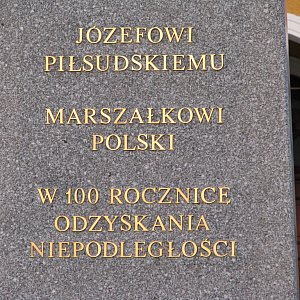 JÓZEFOWI
PIŁSUDSKIEMU
MARSZAŁKOWI
POLSKI
W 100 ROCZNICĘ
ODZYSKANIA
NIEPODLEGŁOŚCI